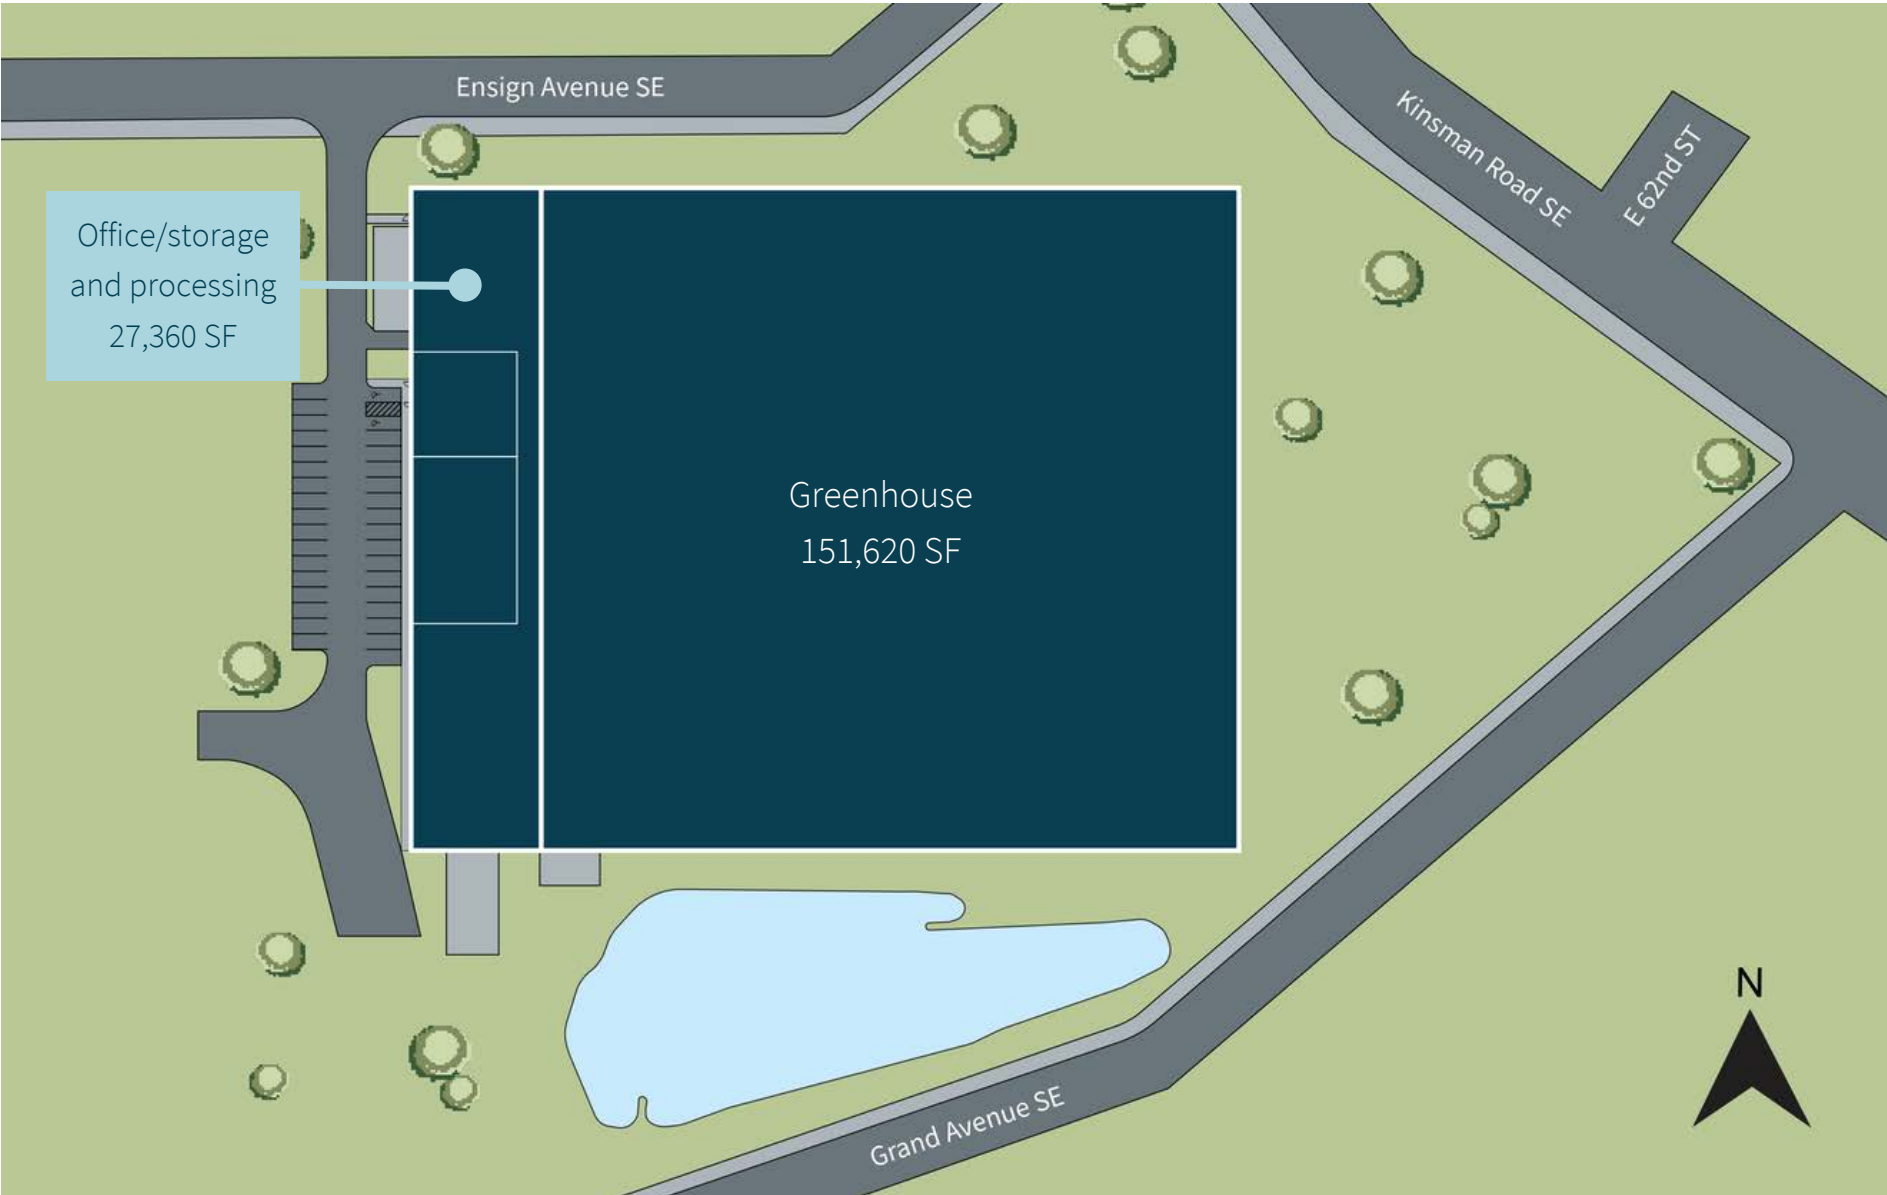 Ensign Avenue SE
Kinsman Road SE
E 62nd ST
Office/storage
and processing
27,360 SF
Greenhouse
151,620 SF
N
Grand Avenue SE